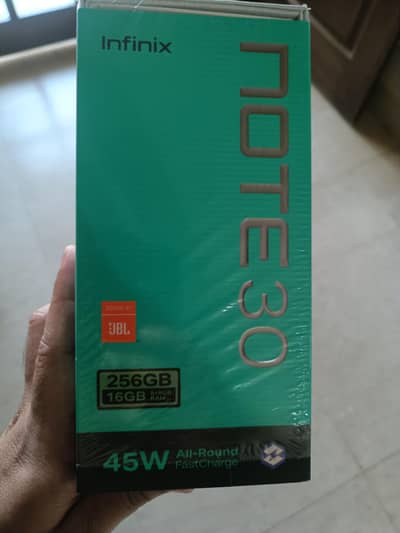 Infinix
NOTE 30
JBL
256GB
16GB
45W All-Round
FastCharge